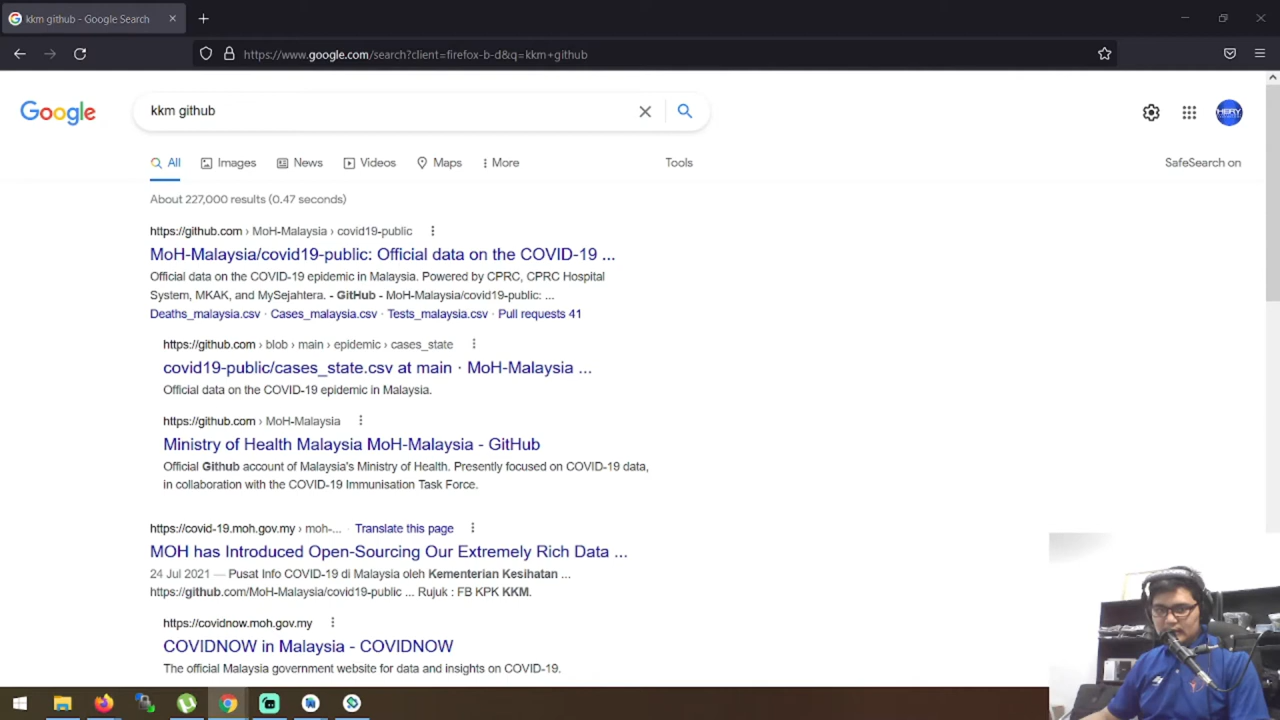 kkm github - Google Search
https://www.google.com/search?client=firefox-b-d&q=kkm+github
Google
kkm github
HERY
All Images News Videos Maps More Tools SafeSearch on
About 227,000 results (0.47 seconds)
https://github.com › MoH-Malaysia › covid19-public
MoH-Malaysia/covid19-public: Official data on the COVID-19 ...
Official data on the COVID-19 epidemic in Malaysia. Powered by CPRC, CPRC Hospital
System, MKAK, and MySejahtera. - GitHub - MoH-Malaysia/covid19-public: ...
Deaths_malaysia.csv · Cases_malaysia.csv · Tests_malaysia.csv · Pull requests 41
https://github.com › blob › main › epidemic › cases_state
covid19-public/cases_state.csv at main · MoH-Malaysia ...
Official data on the COVID-19 epidemic in Malaysia.
https://github.com › MoH-Malaysia
Ministry of Health Malaysia MoH-Malaysia - GitHub
Official Github account of Malaysia's Ministry of Health. Presently focused on COVID-19 data,
in collaboration with the COVID-19 Immunisation Task Force.
https://covid-19.moh.gov.my › moh-... · Translate this page
MOH has Introduced Open-Sourcing Our Extremely Rich Data ...
24 Jul 2021 — Pusat Info COVID-19 di Malaysia oleh Kementerian Kesihatan ...
https://github.com/MoH-Malaysia/covid19-public ... Rujuk : FB KPK KKM.
https://covidnow.moh.gov.my
COVIDNOW in Malaysia - COVIDNOW
The official Malaysia government website for data and insights on COVID-19.